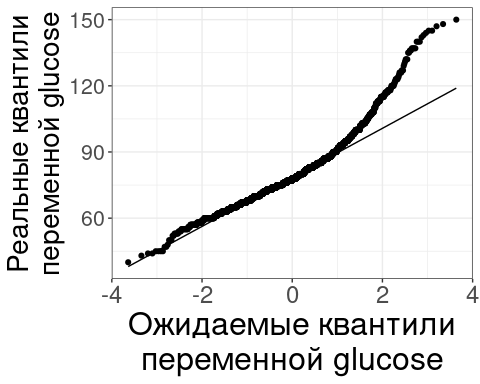 Реальные квантили
переменной glucose
150
120
90
60
-4 -2 0 2 4
Ожидаемые квантили
переменной glucose